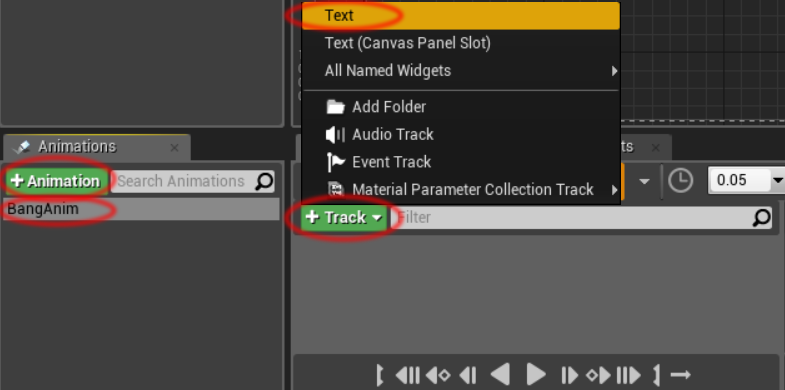 Text
Text (Canvas Panel Slot)
All Named Widgets
Add Folder
Audio Track
Event Track
Material Parameter Collection Track
Animations
+ Animation
Search Animations
BangAnim
ts
0.05
+ Track
Filter